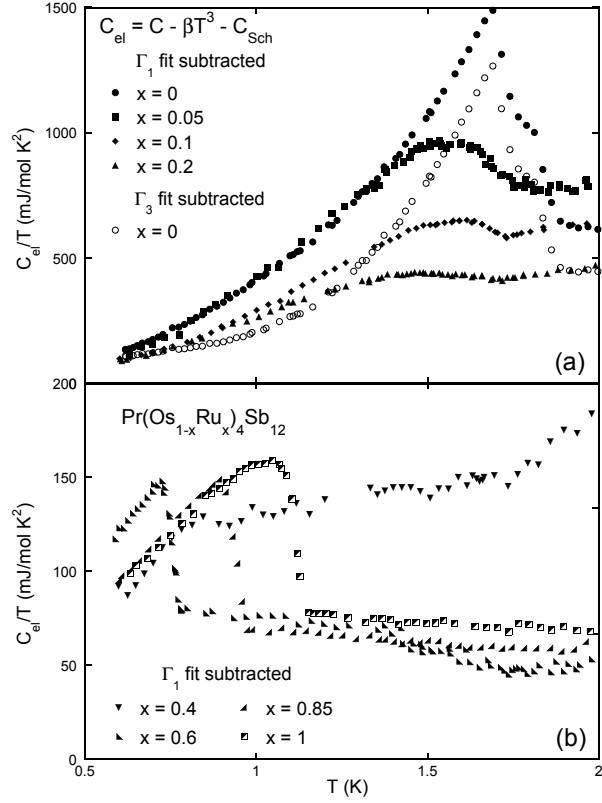 C_el = C - βT^3 - C_Sch
Γ_1 fit subtracted
x = 0
x = 0.05
x = 0.1
x = 0.2
Γ_3 fit subtracted
x = 0
(a)
1500
1000
500
C_el/T (mJ/mol K^2)
Pr(Os_1-xRu_x)_4Sb_12
200
150
100
50
0
C_el/T (mJ/mol K^2)
Γ_1 fit subtracted
x = 0.4 x = 0.85
x = 0.6 x = 1
(b)
0.5 1 1.5 2
T (K)